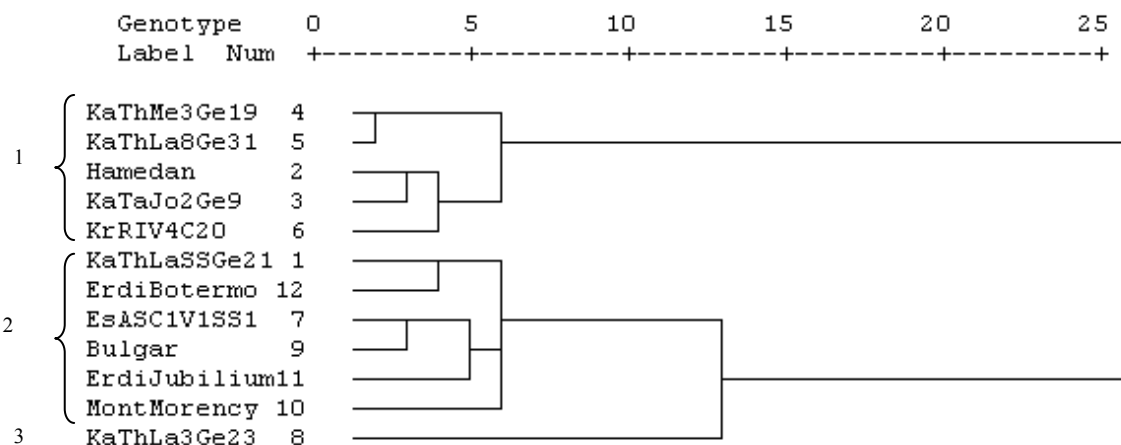 Genotype 0 5 10 15 20 25
Label Num +---------+---------+---------+---------+---------+
KaThMe3Ge19 4
KaThLa8Ge31 5
1
Hamedan 2
KaTaJo2Ge9 3
KrRIV4C20 6
KaThLaSSGe21 1
ErdiBotermo 12
2
EsASC1V1SS1 7
Bulgar 9
ErdiJubilium11
MontMorency 10
3 KaThLa3Ge23 8